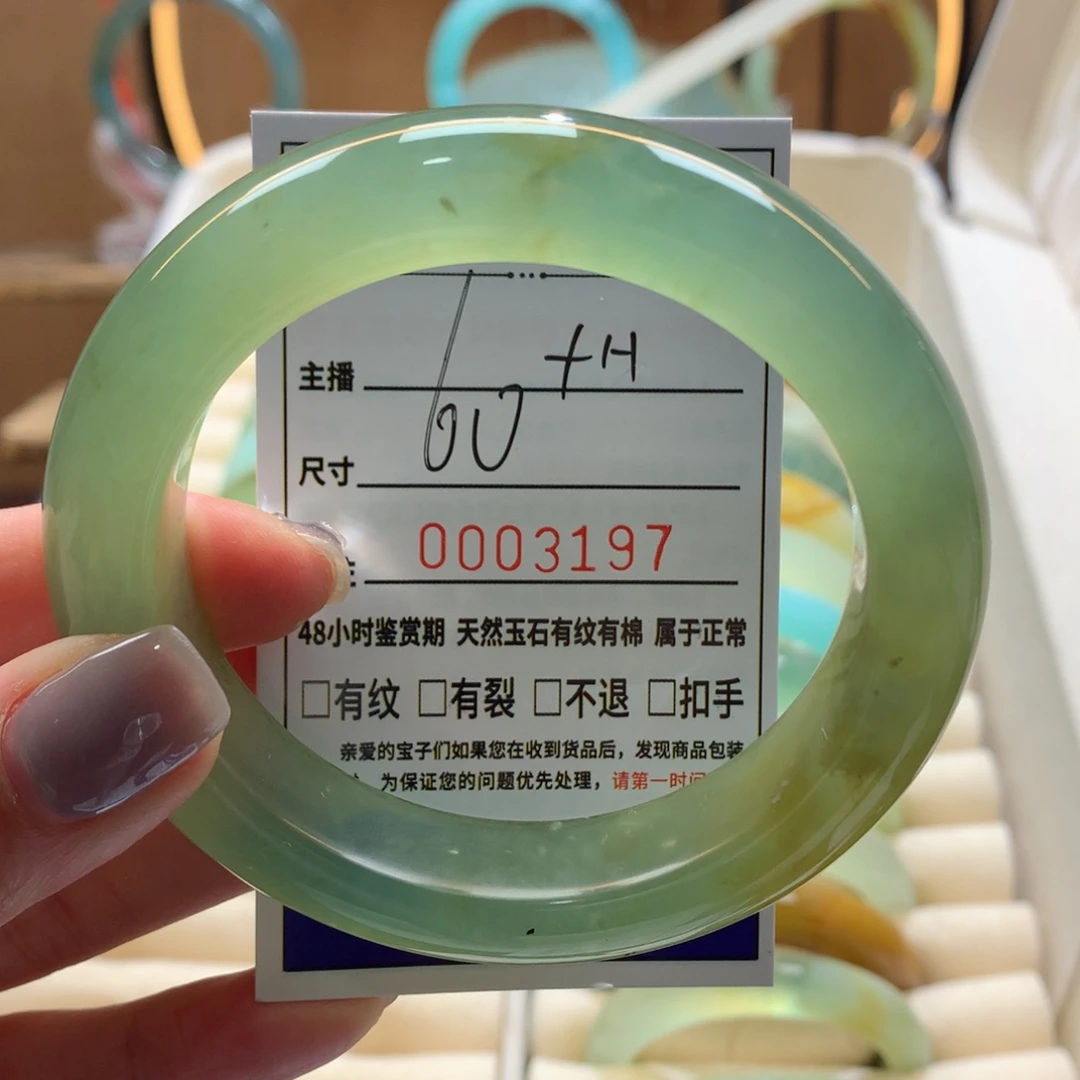 +H
主播
60
尺寸
0003197
48小时鉴赏期 天然玉石有纹有棉 属于正常
□有纹 □有裂 □不退 □扣手
亲爱的宝子们如果您在收到货品后，发现商品包装
为保证您的问题优先处理，请第一时间